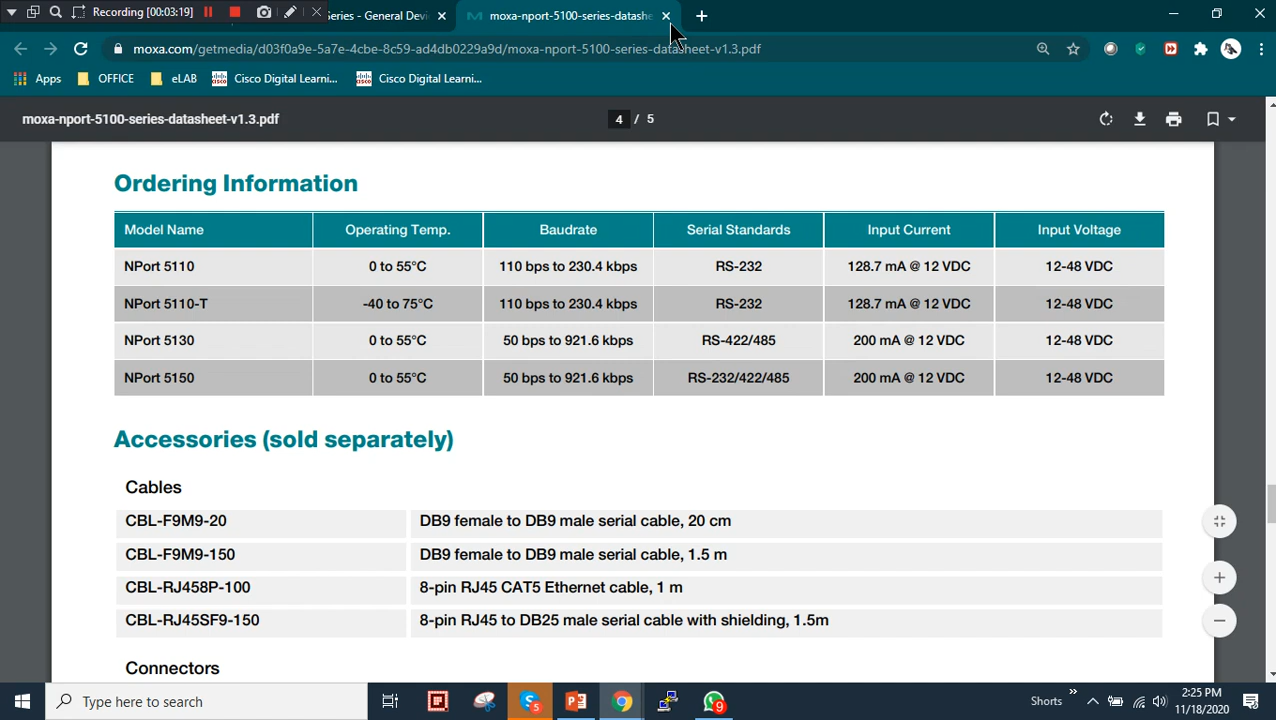 Recording [00:03:19]
Series - General Devi
moxa-nport-5100-series-datashe
moxa.com/getmedia/d03f0a9e-5a7e-4cbe-8c59-ad4db0229a9d/moxa-nport-5100-series-datasheet-v1.3.pdf
Apps OFFICE eLAB Cisco Digital Learni... Cisco Digital Learni...
moxa-nport-5100-series-datasheet-v1.3.pdf 4 / 5
Ordering Information
Model Name Operating Temp. Baudrate Serial Standards Input Current Input Voltage
NPort 5110 0 to 55°C 110 bps to 230.4 kbps RS-232 128.7 mA @ 12 VDC 12-48 VDC
NPort 5110-T -40 to 75°C 110 bps to 230.4 kbps RS-232 128.7 mA @ 12 VDC 12-48 VDC
NPort 5130 0 to 55°C 50 bps to 921.6 kbps RS-422/485 200 mA @ 12 VDC 12-48 VDC
NPort 5150 0 to 55°C 50 bps to 921.6 kbps RS-232/422/485 200 mA @ 12 VDC 12-48 VDC
Accessories (sold separately)
Cables
CBL-F9M9-20 DB9 female to DB9 male serial cable, 20 cm
CBL-F9M9-150 DB9 female to DB9 male serial cable, 1.5 m
CBL-RJ458P-100 8-pin RJ45 CAT5 Ethernet cable, 1 m
CBL-RJ45SF9-150 8-pin RJ45 to DB25 male serial cable with shielding, 1.5m
Connectors
Type here to search
5
9
Shorts
2:25 PM
11/18/2020